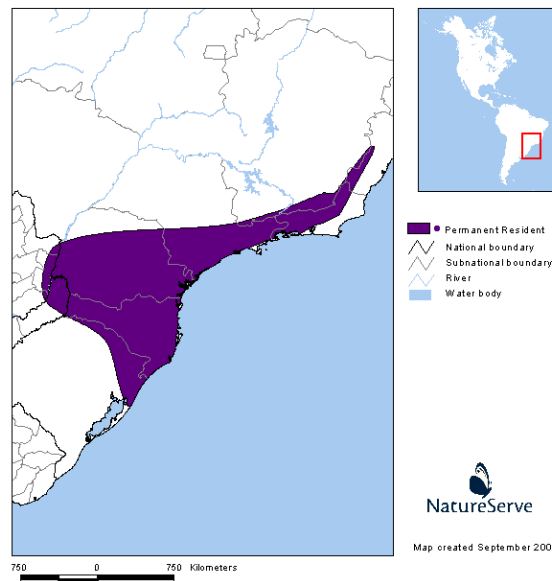 Permanent Resident
National boundary
Subnational boundary
River
Water body
NatureServe
Map created September 200
750 0 750 Kilometers